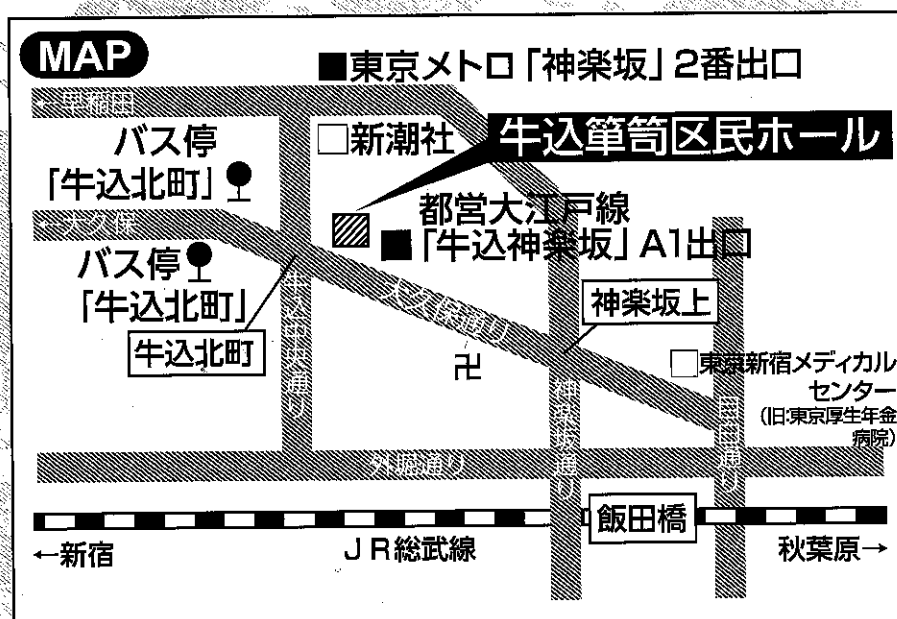 MAP
■東京メトロ「神楽坂」2番出口
←早稲田
バス停
「牛込北町」
□新潮社
牛込箪笥区民ホール
←大久保
都営大江戸線
■「牛込神楽坂」A1出口
バス停
「牛込北町」
牛込北町
牛込中央通り
大久保通り
神楽坂上
卍
□東京新宿メディカル
センター
(旧:東京厚生年金
病院)
神楽坂通り
目白通り
外堀通り
飯田橋
←新宿
JR総武線
秋葉原→